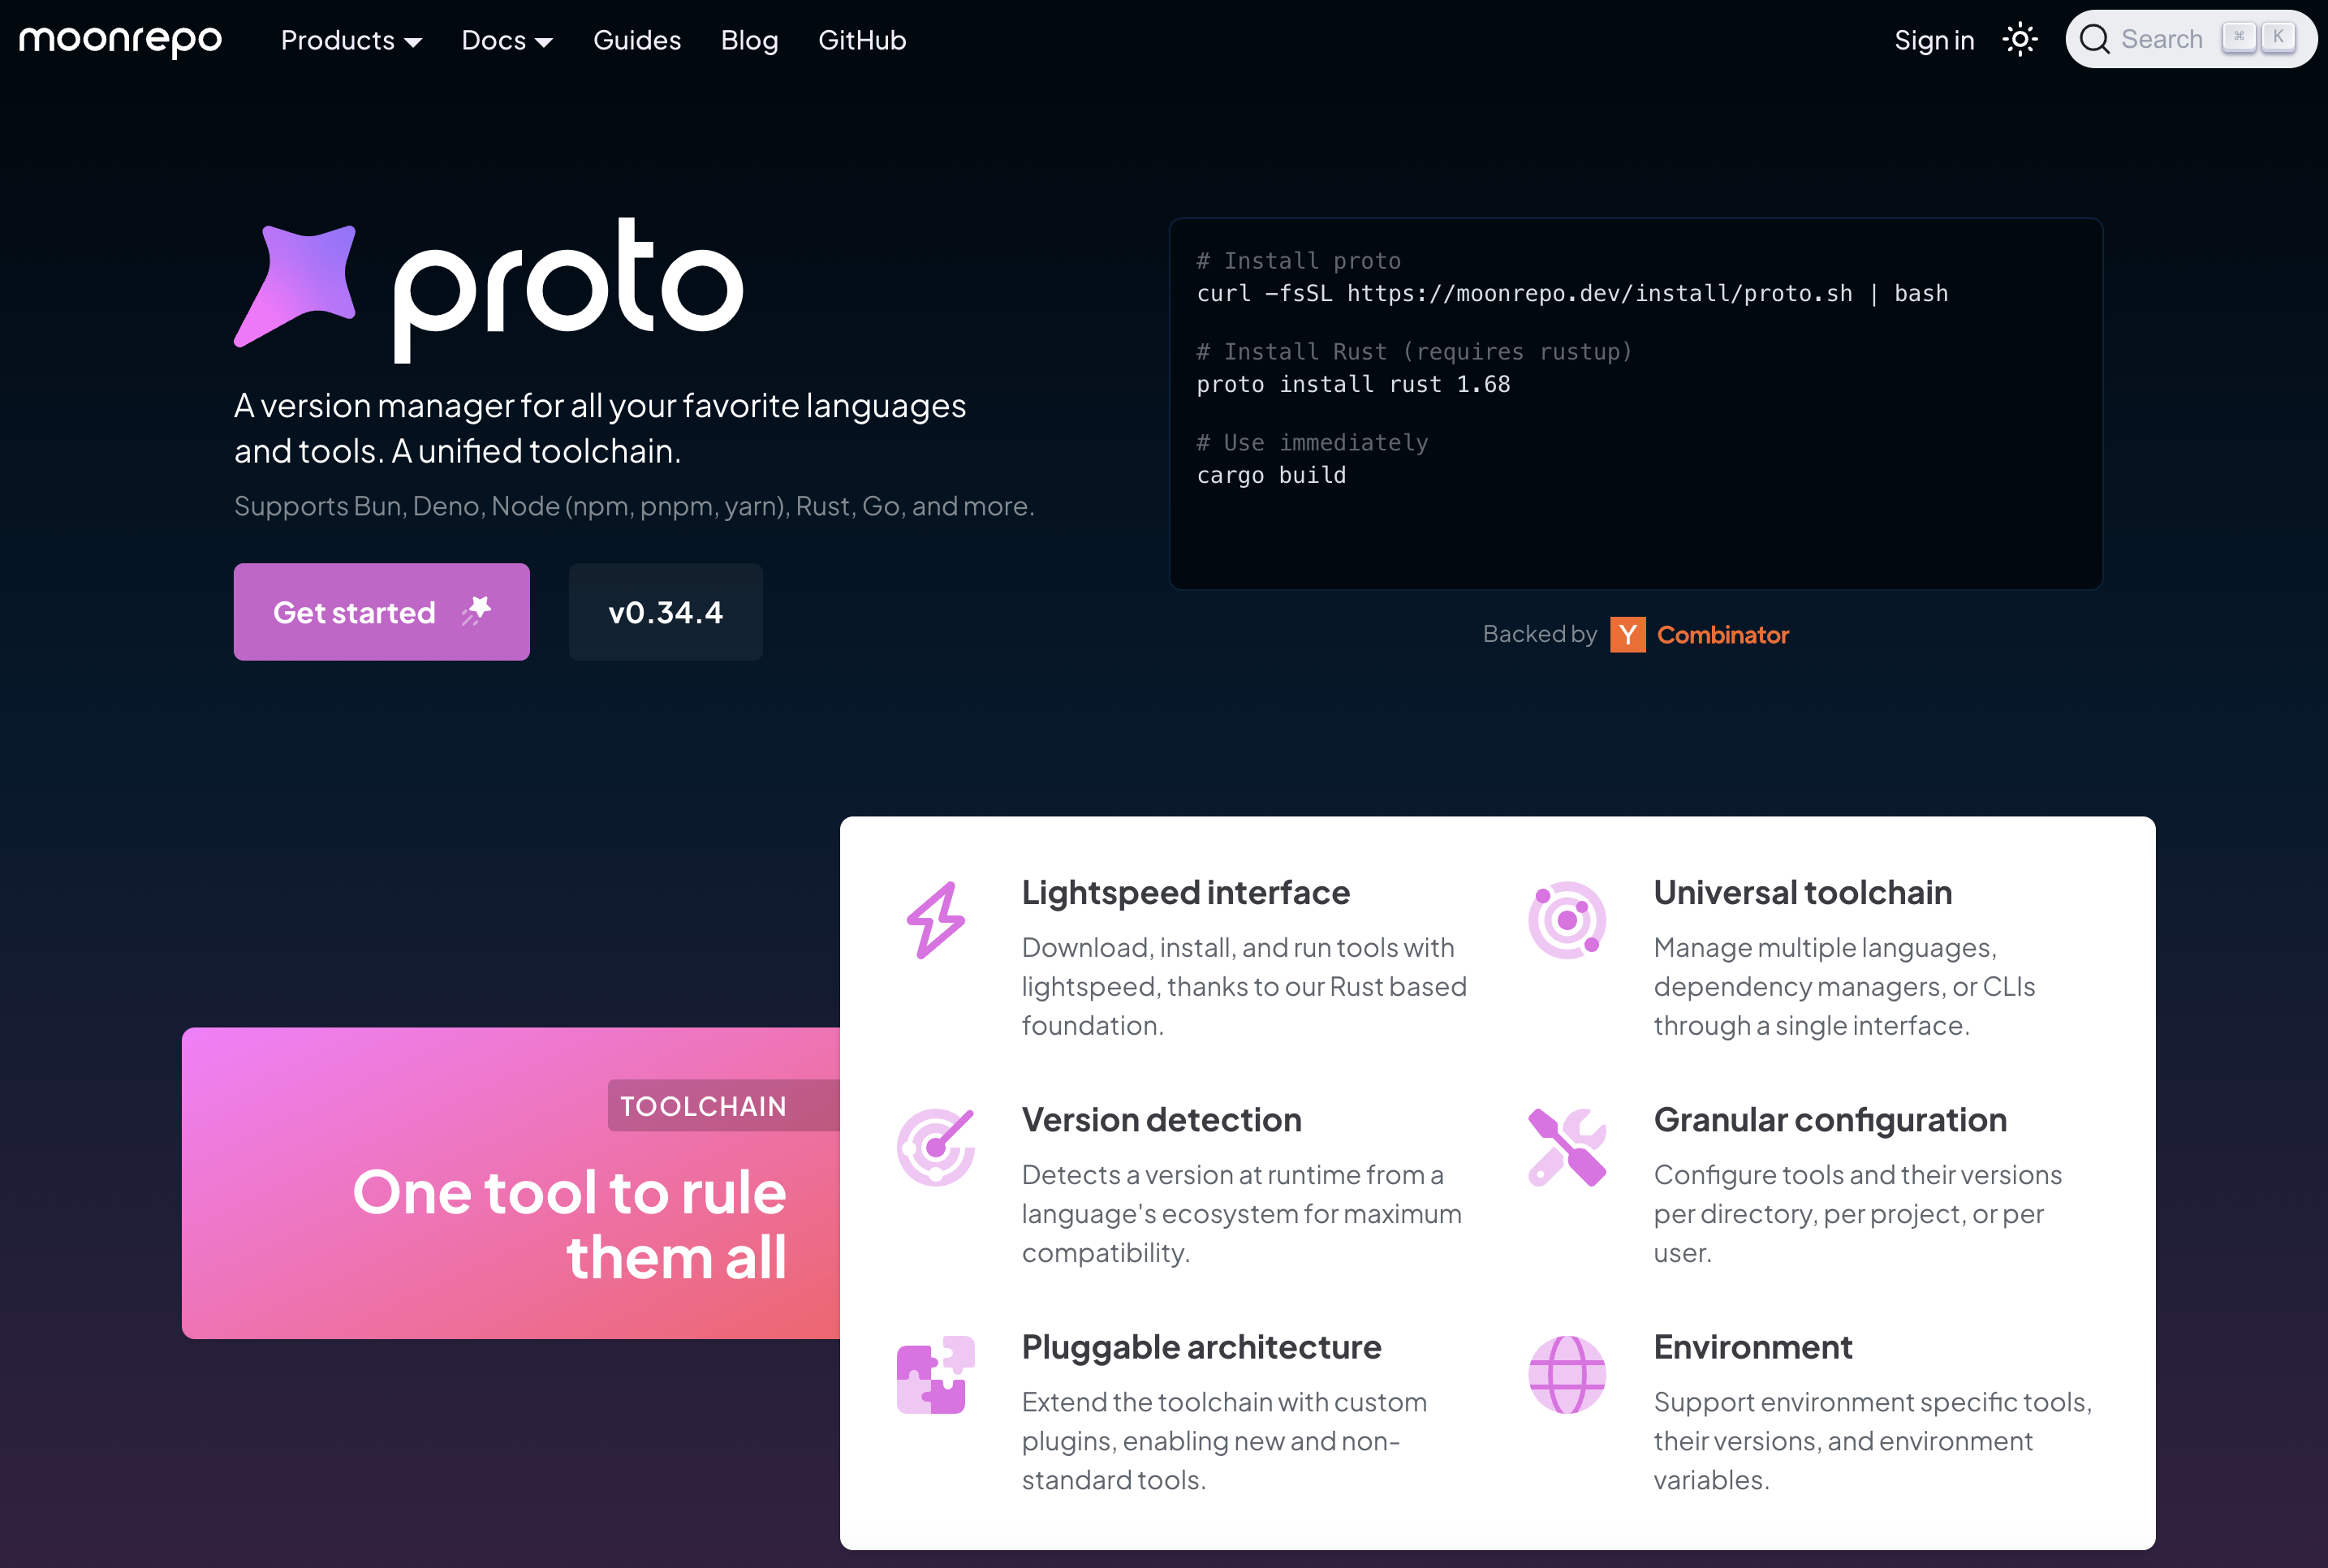 moonrepo
Products
Docs
Guides
Blog
GitHub
Sign in
Search
⌘
K
proto
A version manager for all your favorite languages
and tools. A unified toolchain.
Supports Bun, Deno, Node (npm, pnpm, yarn), Rust, Go, and more.
Get started
v0.34.4
# Install proto
curl -fsSL https://moonrepo.dev/install/proto.sh | bash
# Install Rust (requires rustup)
proto install rust 1.68
# Use immediately
cargo build
Backed by Y Combinator
TOOLCHAIN
One tool to rule
them all
Lightspeed interface
Download, install, and run tools with
lightspeed, thanks to our Rust based
foundation.
Universal toolchain
Manage multiple languages,
dependency managers, or CLIs
through a single interface.
Version detection
Detects a version at runtime from a
language's ecosystem for maximum
compatibility.
Granular configuration
Configure tools and their versions
per directory, per project, or per
user.
Pluggable architecture
Extend the toolchain with custom
plugins, enabling new and non-
standard tools.
Environment
Support environment specific tools,
their versions, and environment
variables.